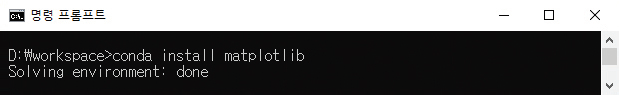 명령 프롬프트
D:₩workspace>conda install matplotlib
Solving environment: done